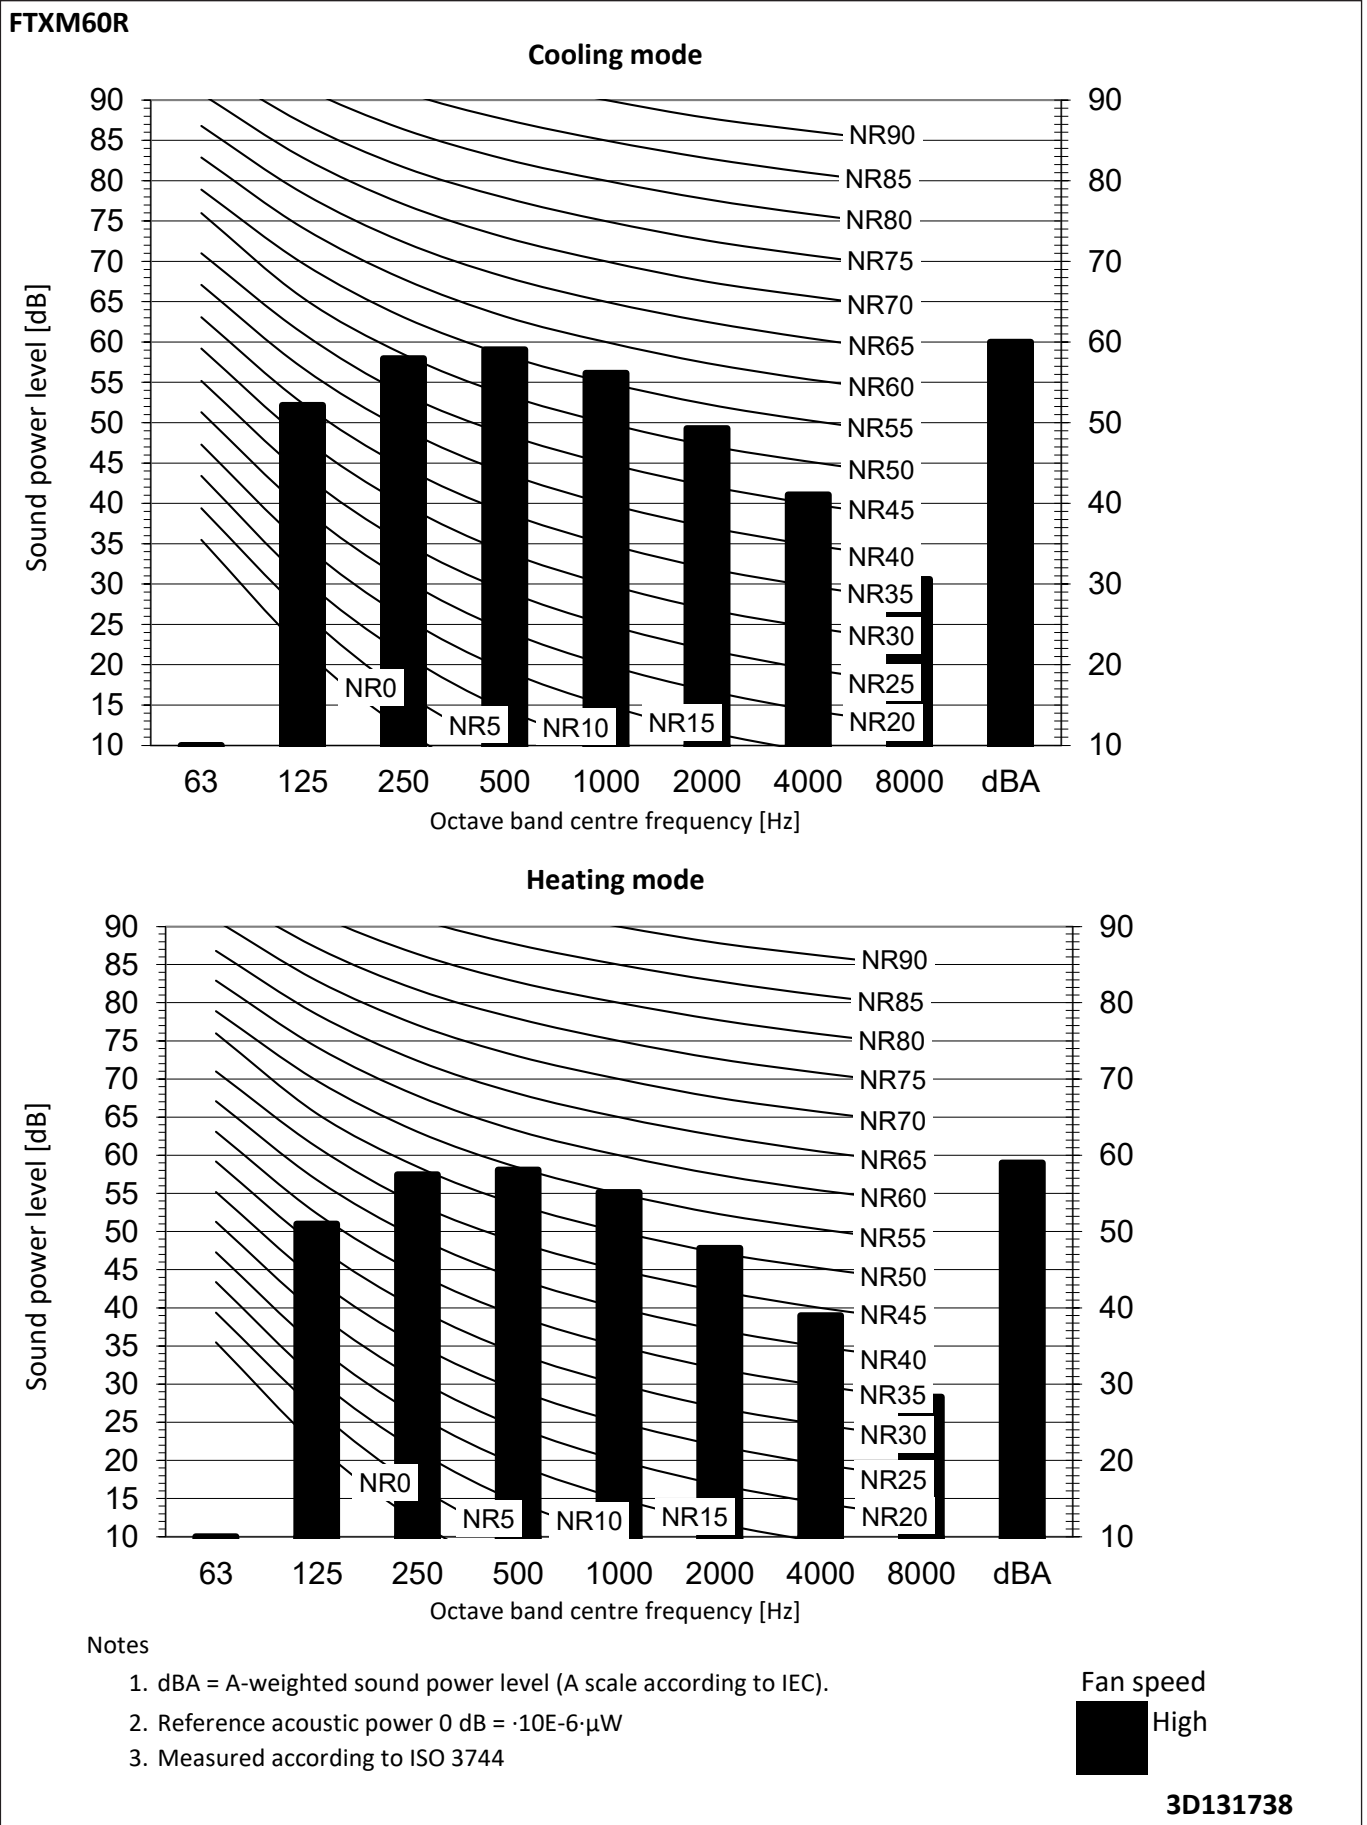 FTXM60R
Cooling mode
90 90
85 NR90
80 80 NR85
75 NR80
70 70 NR75
65 NR70
60 60 NR65
55 NR60
50 50 NR55
45 NR50
40 40 NR45
35 NR40
30 30 NR35
25 NR30
20 20 NR25
15 NR0 NR5 NR10 NR15 NR20
10 10
Sound power level [dB]
63 125 250 500 1000 2000 4000 8000 dBA
Octave band centre frequency [Hz]
Heating mode
90 90
85 NR90
80 80 NR85
75 NR80
70 70 NR75
65 NR70
60 60 NR65
55 NR60
50 50 NR55
45 NR50
40 40 NR45
35 NR40
30 30 NR35
25 NR30
20 20 NR25
15 NR0 NR5 NR10 NR15 NR20
10 10
Sound power level [dB]
63 125 250 500 1000 2000 4000 8000 dBA
Octave band centre frequency [Hz]
Notes
1. dBA = A-weighted sound power level (A scale according to IEC).
2. Reference acoustic power 0 dB = ·10E-6·µW
3. Measured according to ISO 3744
Fan speed
High
3D131738